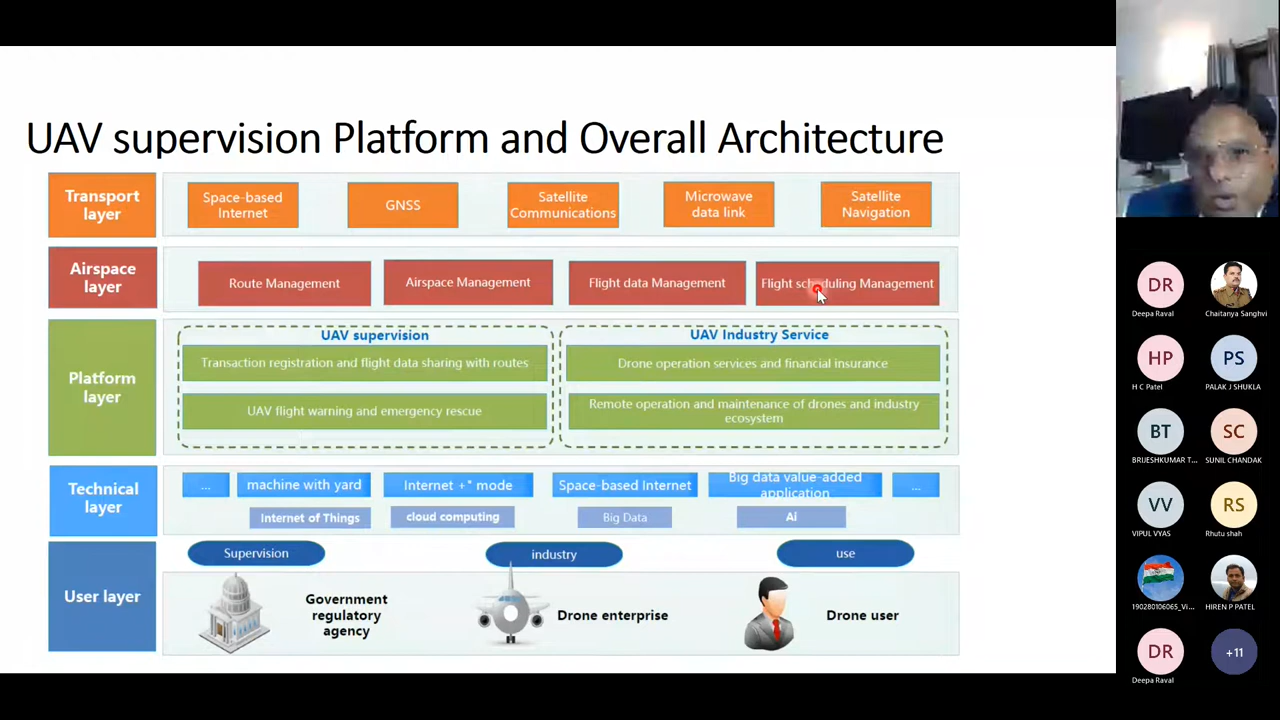 UAV supervision Platform and Overall Architecture
Transport
layer
Space-based
Internet
GNSS
Satellite
Communications
Microwave
data link
Satellite
Navigation
Airspace
layer
Route Management
Airspace Management
Flight data Management
Flight scheduling Management
Platform
layer
UAV supervision
Transaction registration and flight data sharing with routes
UAV flight warning and emergency rescue
UAV Industry Service
Drone operation services and financial insurance
Remote operation and maintenance of drones and industry
ecosystem
Technical
layer
...
machine with yard
Internet +" mode
Space-based Internet
Big data value-added
application
...
Internet of Things
cloud computing
Big Data
AI
User layer
Supervision
industry
use
Government
regulatory
agency
Drone enterprise
Drone user
DR
Deepa Raval
Chaitanya Sanghvi
HP
H C Patel
PS
PALAK J SHUKLA
BT
BRIJESHKUMAR T...
SC
SUNIL CHANDAK
VV
VIPUL VYAS
RS
Rhutu shah
190280106065_Vi...
HIREN P PATEL
DR
Deepa Raval
+11